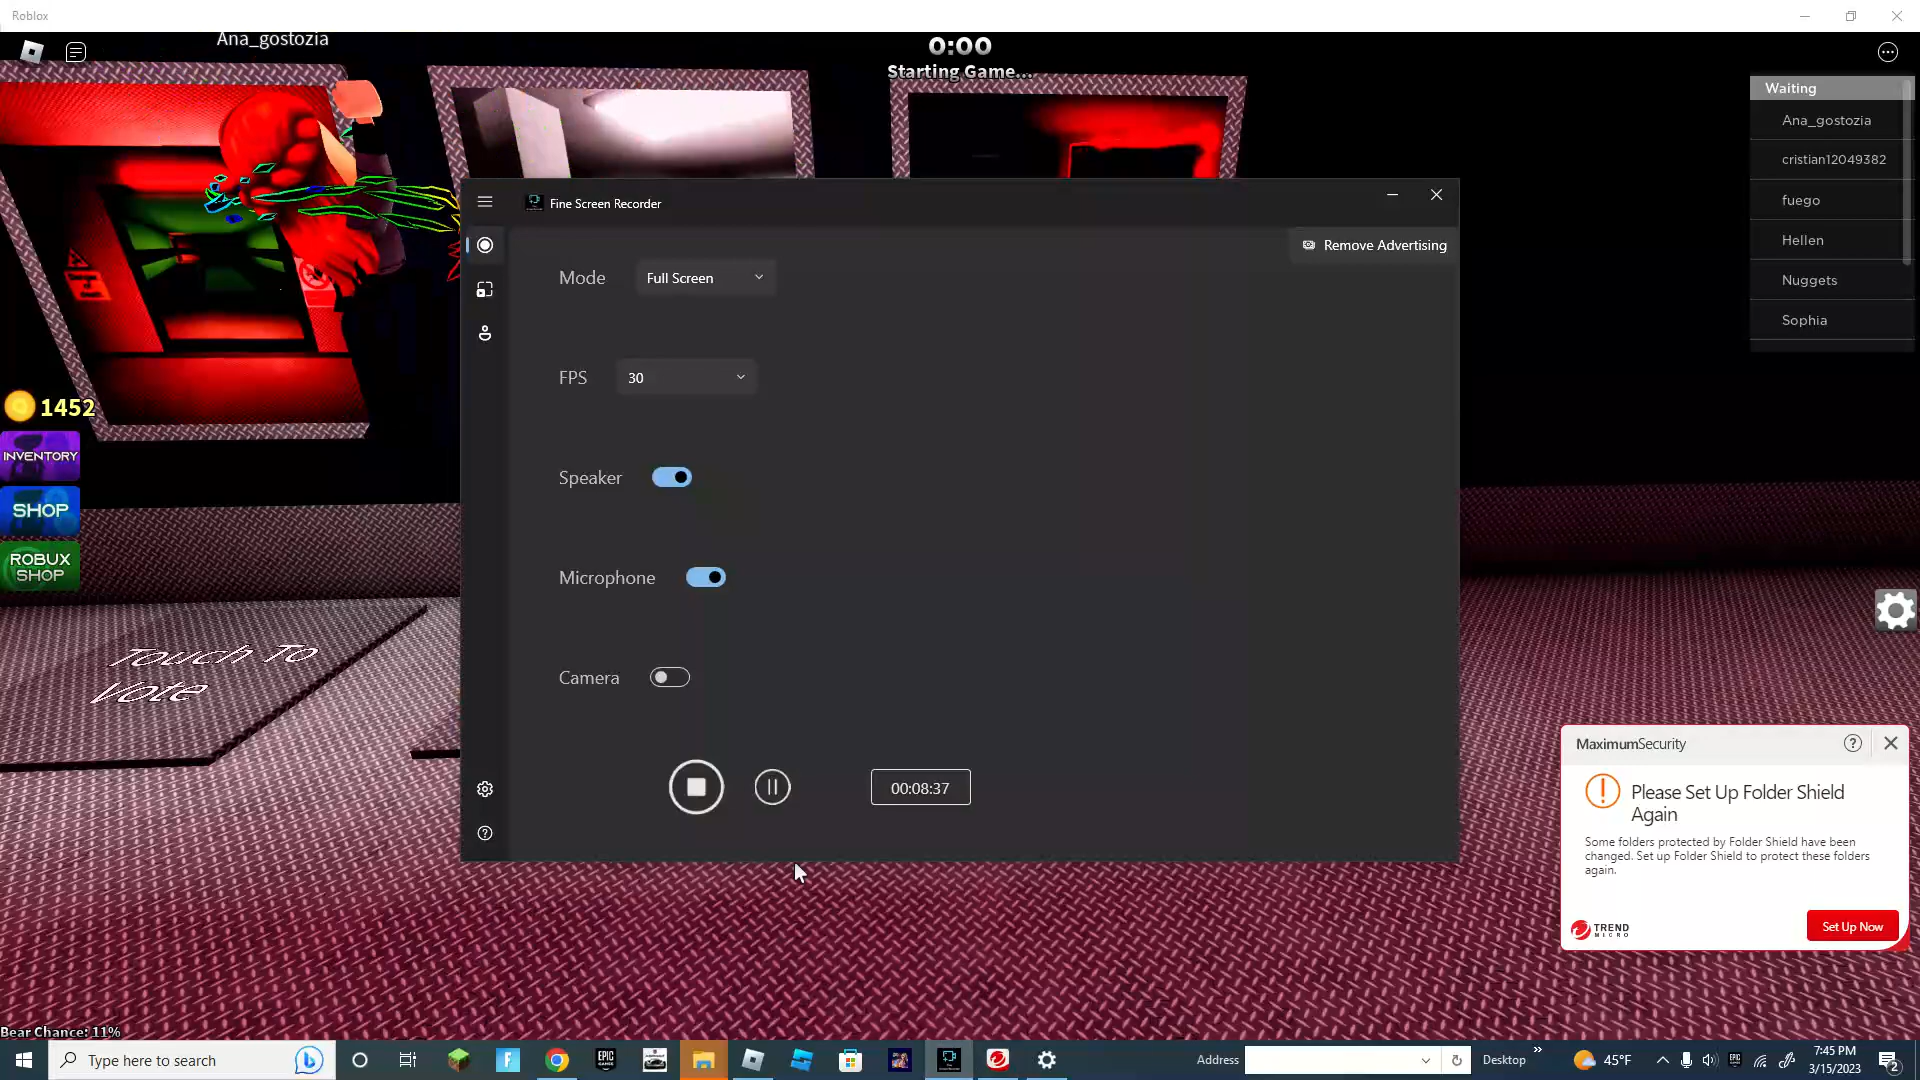 Roblox
Ana_gostozia
0:00
Starting Game...
Waiting
Ana_gostozia
cristian12049382
fuego
Hellen
Nuggets
Sophia
Fine Screen Recorder
Remove Advertising
Mode
Full Screen
FPS
30
Speaker
Microphone
Camera
00:08:37
1452
INVENTORY
SHOP
ROBUX
SHOP
Touch To
Vote
MaximumSecurity
Please Set Up Folder Shield
Again
Some folders protected by Folder Shield have been
changed. Set up Folder Shield to protect these folders
again.
TREND
MICRO
Set Up Now
Bear Chance: 11%
Type here to search
EPIC
GAMES
Address
Desktop
45°F
7:45 PM
3/15/2023
2